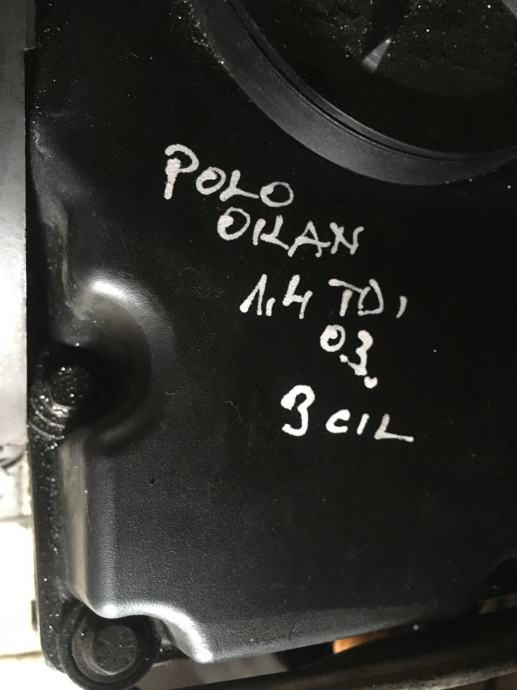 POLO
OKAN
1,4 TDI
03.
3 CIL